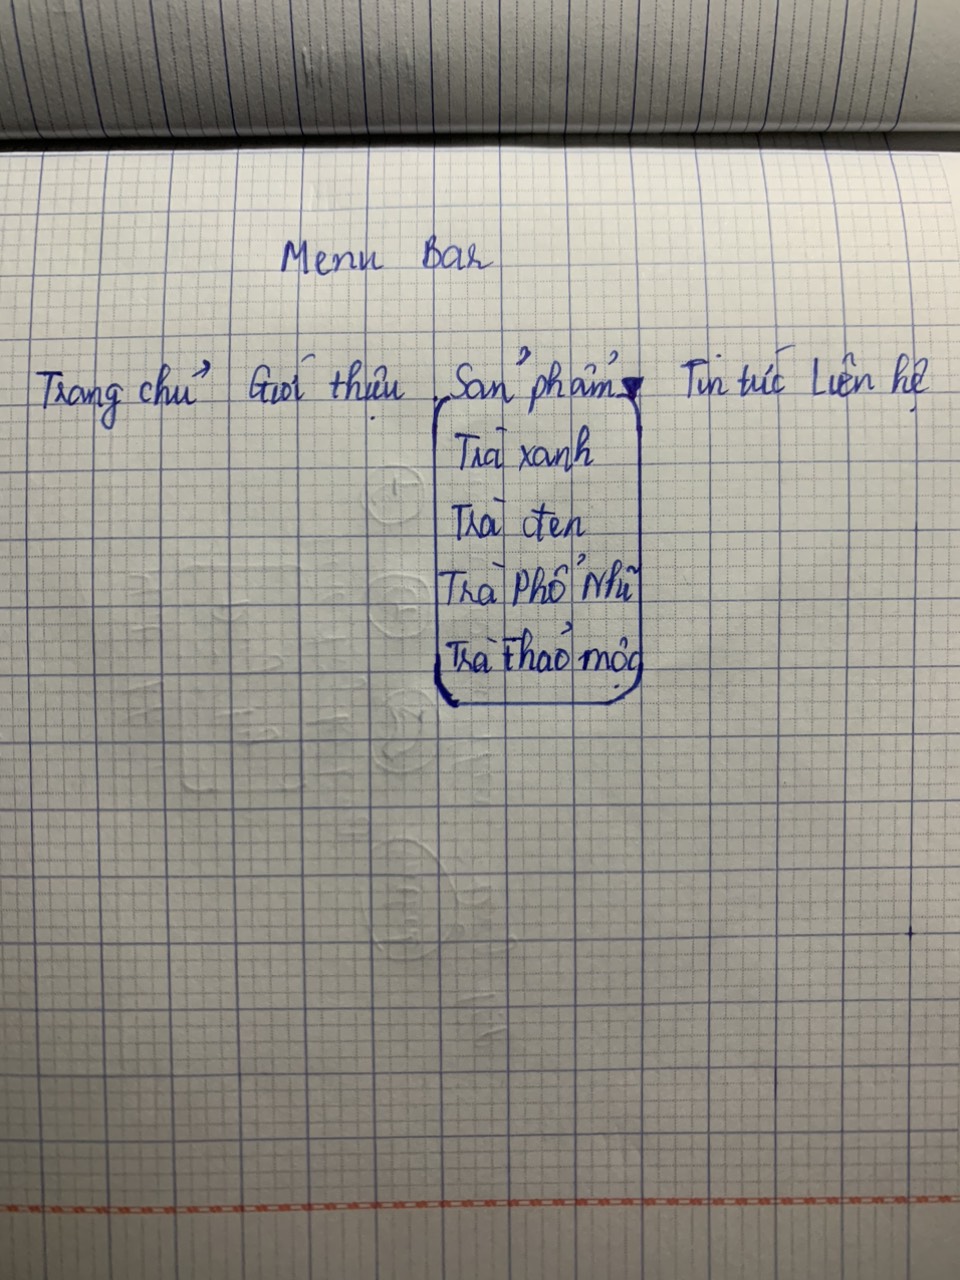 Menu Bar
Trang chủ Giới thiệu Sản phẩm▼ Tin tức Liên hệ
Trà xanh
Trà đen
Trà Phổ Nhĩ
Trà thảo mộc